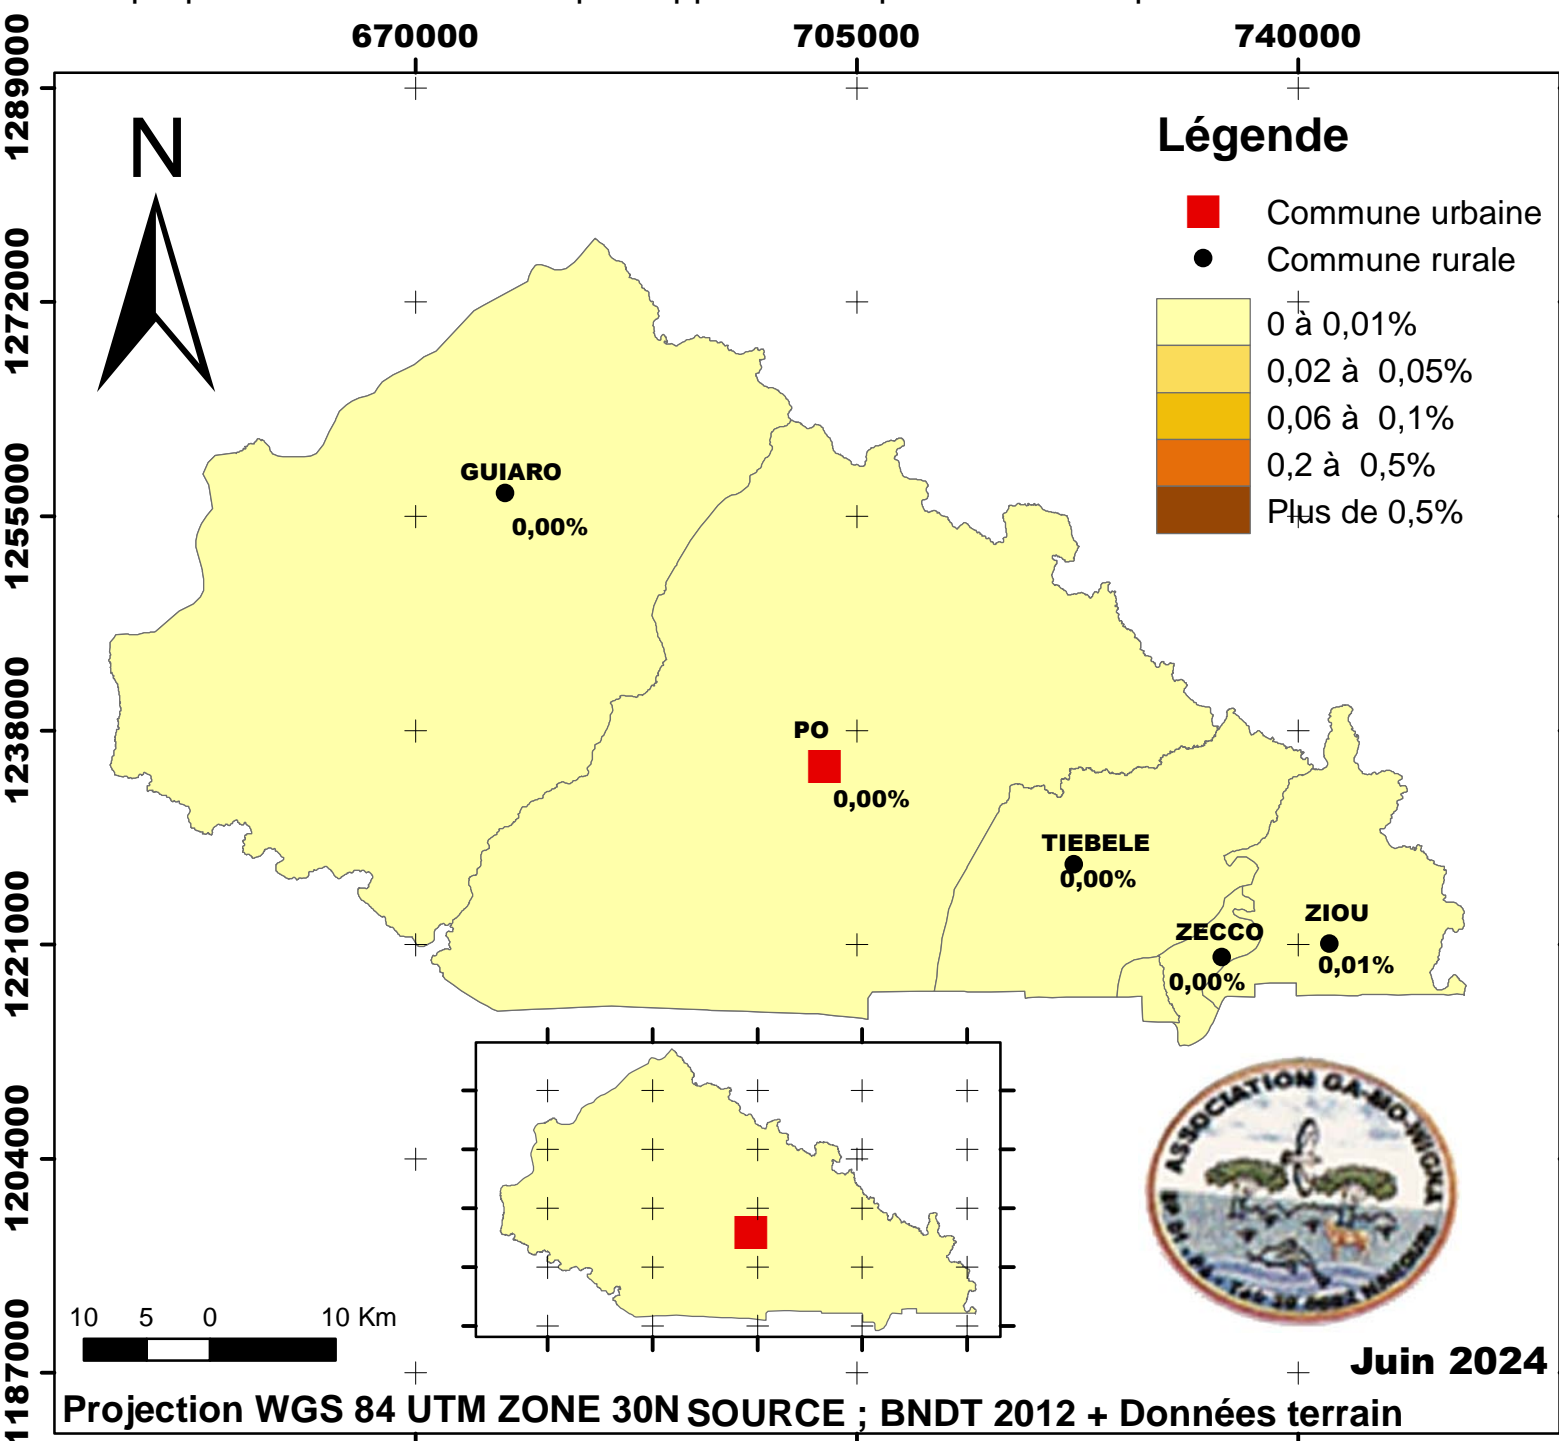 670000 705000 740000
1289000
1272000
1255000
1238000
1221000
1204000
1187000
N
Légende
Commune urbaine
Commune rurale
0 à 0,01%
0,02 à  0,05%
0,06 à  0,1%
0,2 à  0,5%
Plus de 0,5%
GUIARO
0,00%
PO
0,00%
TIEBELE
0,00%
ZECCO
0,00%
ZIOU
0,01%
ASSOCIATION GA-MO-WIGNA
10 5 0 10 Km
Juin 2024
Projection WGS 84 UTM ZONE 30N SOURCE ; BNDT 2012 + Données terrain